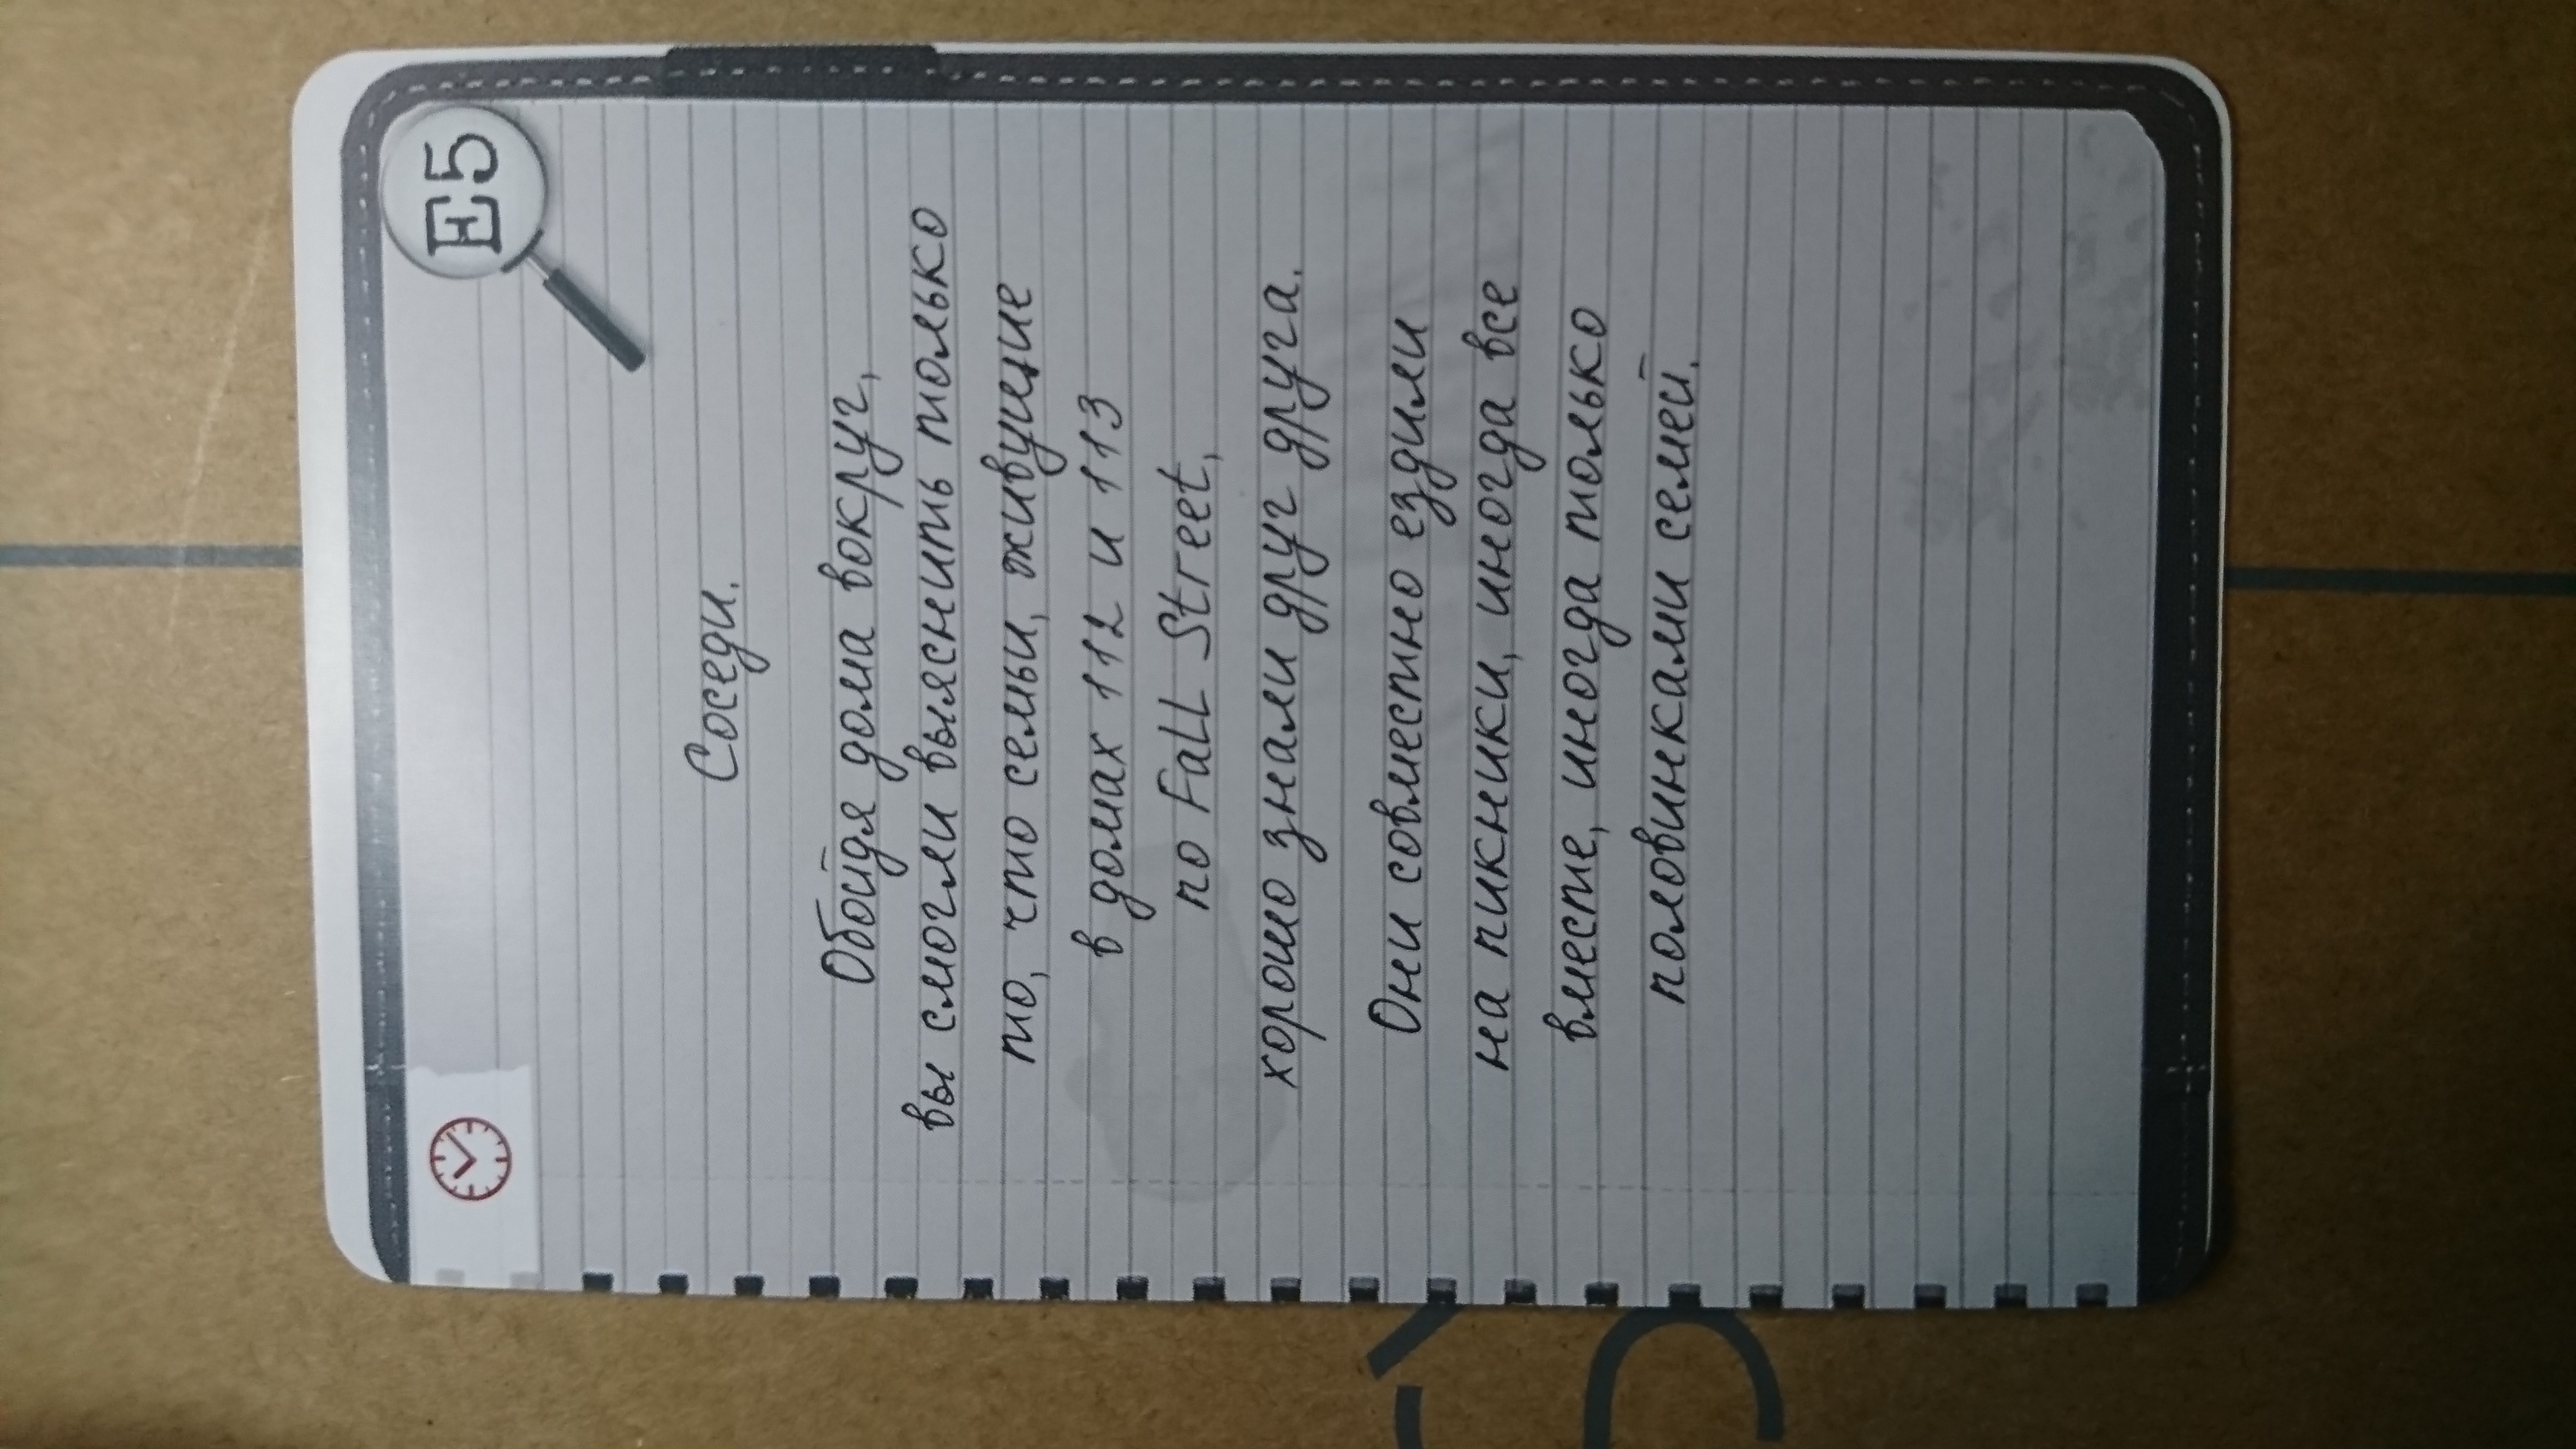 E5
Соседи.
Обойдя дома вокруг,
вы смогли выяснить только
то, что семьи, живущие
в домах 112 и 113
по Fall Street,
хорошо знали друг друга.
Они совместно ездили
на пикники, иногда все
вместе, иногда только
половинками семей.